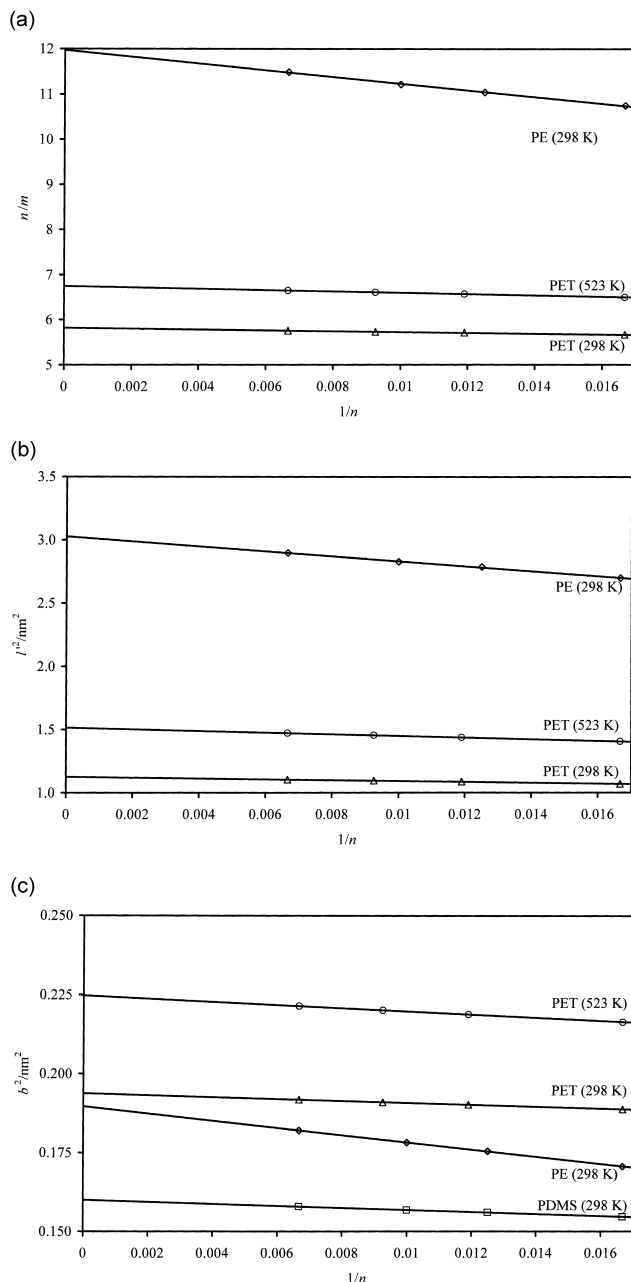 (a)
12
11
10
9
8
7
6
5
n/m
PE (298 K)
PET (523 K)
PET (298 K)
0 0.002 0.004 0.006 0.008 0.01 0.012 0.014 0.016
1/n
(b)
3.5
3.0
2.5
2.0
1.5
1.0
l'²/nm²
PE (298 K)
PET (523 K)
PET (298 K)
0 0.002 0.004 0.006 0.008 0.01 0.012 0.014 0.016
1/n
(c)
0.250
0.225
0.200
0.175
0.150
b²/nm²
PET (523 K)
PET (298 K)
PE (298 K)
PDMS (298 K)
0 0.002 0.004 0.006 0.008 0.01 0.012 0.014 0.016
1/n